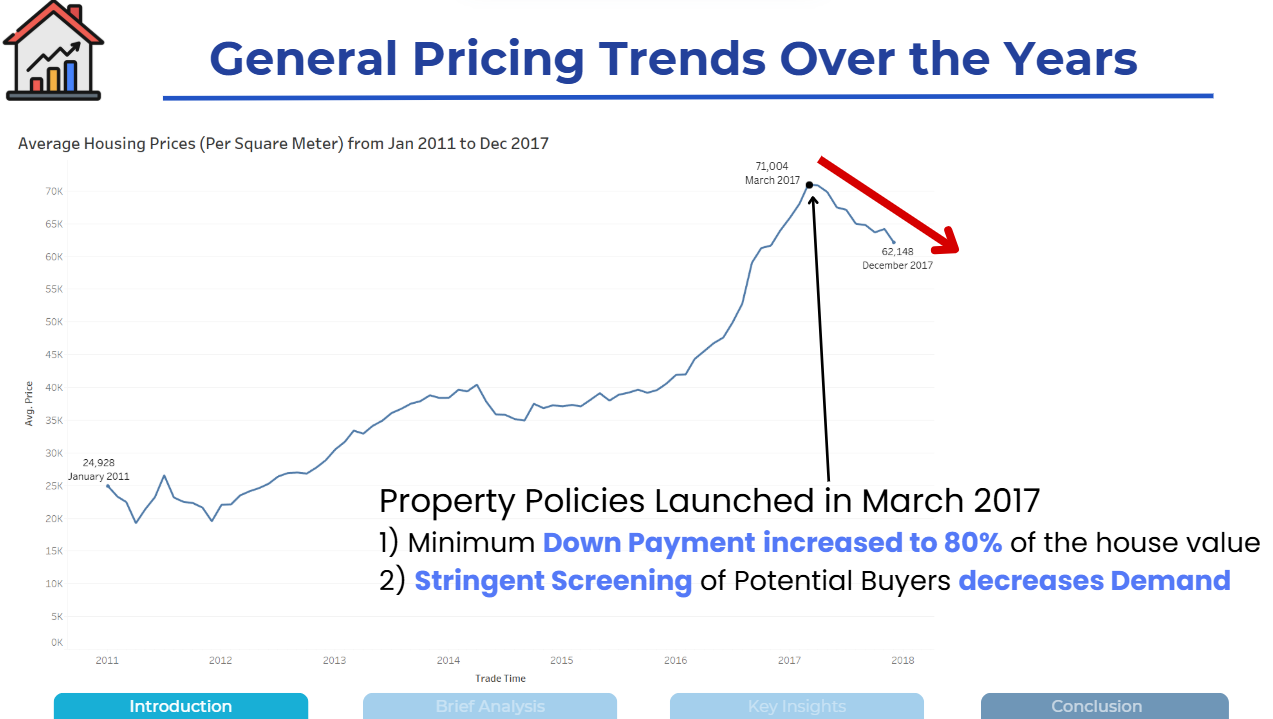 General Pricing Trends Over the Years
Average Housing Prices (Per Square Meter) from Jan 2011 to Dec 2017
71,004
March 2017
70K
65K
62,148
60K
December 2017
55K
50K
45K
40K
Avg. Price
35K
30K
24,928
January 2011
25K
Property Policies Launched in March 2017
20K
1) Minimum Down Payment increased to 80% of the house value
15K
2) Stringent Screening of Potential Buyers decreases Demand
10K
5K
0K
2011 2012 2013 2014 2015 2016 2017 2018
Trade Time
Introduction Brief Analysis Key Insights Conclusion